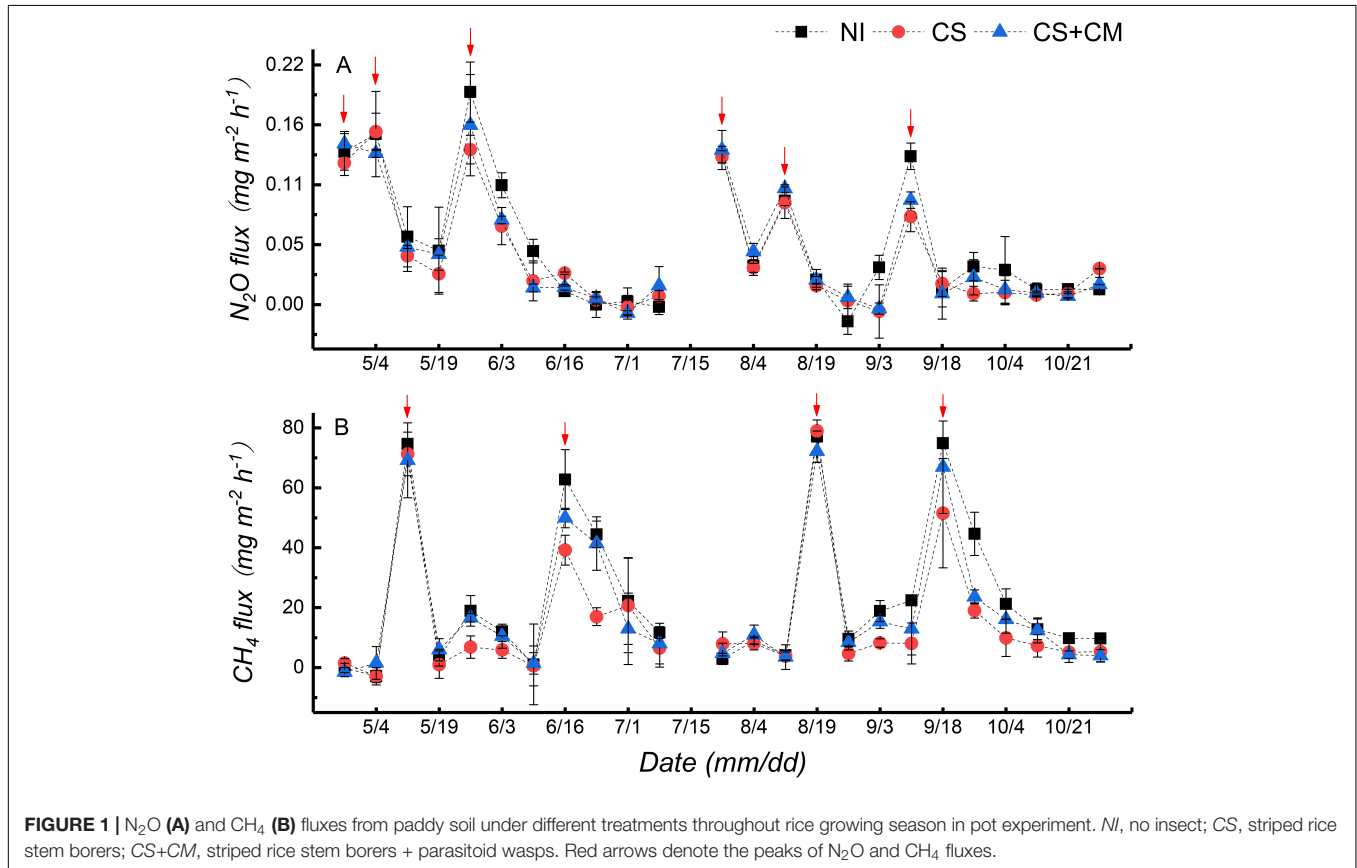 NI CS CS+CM
A
0.22
0.16
0.11
0.05
0.00
N₂O flux (mg m⁻² h⁻¹)
5/4 5/19 6/3 6/16 7/1 7/15 8/4 8/19 9/3 9/18 10/4 10/21
B
80
60
40
20
0
CH₄ flux (mg m⁻² h⁻¹)
5/4 5/19 6/3 6/16 7/1 7/15 8/4 8/19 9/3 9/18 10/4 10/21
Date (mm/dd)
FIGURE 1 | N₂O (A) and CH₄ (B) fluxes from paddy soil under different treatments throughout rice growing season in pot experiment. NI, no insect; CS, striped rice
stem borers; CS+CM, striped rice stem borers + parasitoid wasps. Red arrows denote the peaks of N₂O and CH₄ fluxes.